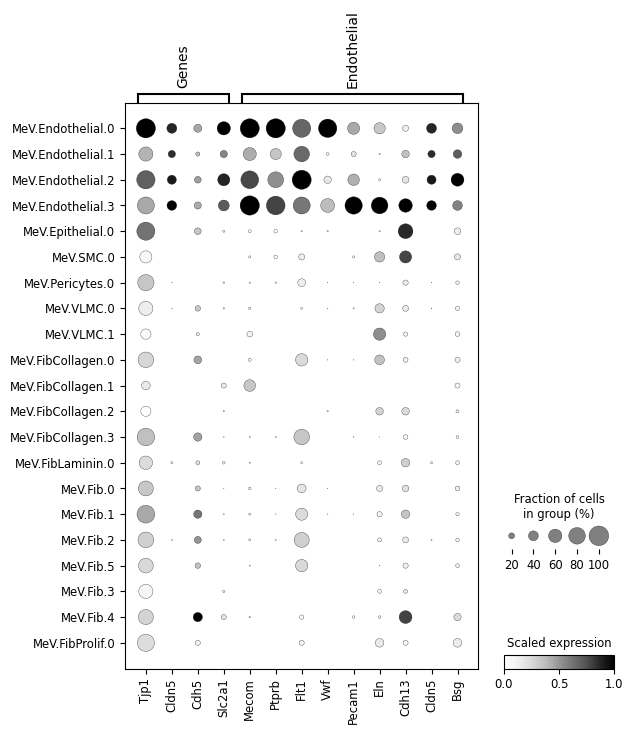 Genes
Endothelial
MeV.Endothelial.0
MeV.Endothelial.1
MeV.Endothelial.2
MeV.Endothelial.3
MeV.Epithelial.0
MeV.SMC.0
MeV.Pericytes.0
MeV.VLMC.0
MeV.VLMC.1
MeV.FibCollagen.0
MeV.FibCollagen.1
MeV.FibCollagen.2
MeV.FibCollagen.3
MeV.FibLaminin.0
MeV.Fib.0
MeV.Fib.1
MeV.Fib.2
MeV.Fib.5
MeV.Fib.3
MeV.Fib.4
MeV.FibProlif.0
Tjp1
Cldn5
Cdh5
Slc2a1
Mecom
Ptprb
Flt1
Vwf
Pecam1
Eln
Cdh13
Cldn5
Bsg
Fraction of cells
in group (%)
20 40 60 80 100
Scaled expression
0.0 0.5 1.0